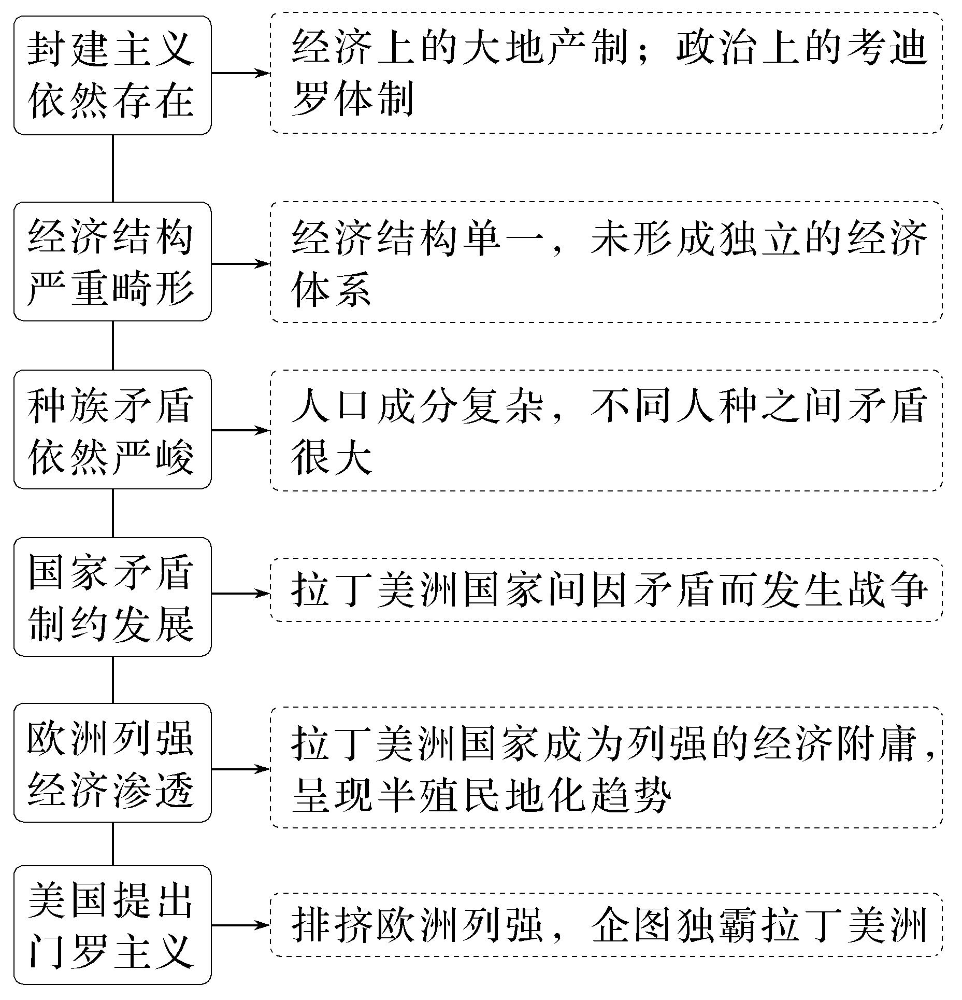 封建主义
依然存在
经济上的大地产制；政治上的考迪
罗体制
经济结构
严重畸形
经济结构单一，未形成独立的经济
体系
种族矛盾
依然严峻
人口成分复杂，不同人种之间矛盾
很大
国家矛盾
制约发展
拉丁美洲国家间因矛盾而发生战争
欧洲列强
经济渗透
拉丁美洲国家成为列强的经济附庸，
呈现半殖民地化趋势
美国提出
门罗主义
排挤欧洲列强，企图独霸拉丁美洲